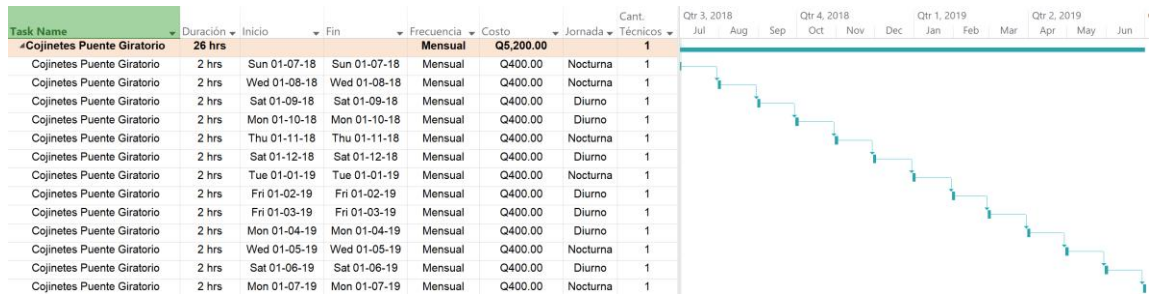 Cant. Qtr 3, 2018 Qtr 4, 2018 Qtr 1, 2019 Qtr 2, 2019
Task Name Duración Inicio Fin Frecuencia Costo Jornada Técnicos Jul Aug Sep Oct Nov Dec Jan Feb Mar Apr May Jun
Cojinetes Puente Giratorio 26 hrs Mensual Q5,200.00 1
Cojinetes Puente Giratorio 2 hrs Sun 01-07-18 Sun 01-07-18 Mensual Q400.00 Nocturna 1
Cojinetes Puente Giratorio 2 hrs Wed 01-08-18 Wed 01-08-18 Mensual Q400.00 Nocturna 1
Cojinetes Puente Giratorio 2 hrs Sat 01-09-18 Sat 01-09-18 Mensual Q400.00 Diurno 1
Cojinetes Puente Giratorio 2 hrs Mon 01-10-18 Mon 01-10-18 Mensual Q400.00 Diurno 1
Cojinetes Puente Giratorio 2 hrs Thu 01-11-18 Thu 01-11-18 Mensual Q400.00 Nocturna 1
Cojinetes Puente Giratorio 2 hrs Sat 01-12-18 Sat 01-12-18 Mensual Q400.00 Diurno 1
Cojinetes Puente Giratorio 2 hrs Tue 01-01-19 Tue 01-01-19 Mensual Q400.00 Nocturna 1
Cojinetes Puente Giratorio 2 hrs Fri 01-02-19 Fri 01-02-19 Mensual Q400.00 Diurno 1
Cojinetes Puente Giratorio 2 hrs Fri 01-03-19 Fri 01-03-19 Mensual Q400.00 Diurno 1
Cojinetes Puente Giratorio 2 hrs Mon 01-04-19 Mon 01-04-19 Mensual Q400.00 Diurno 1
Cojinetes Puente Giratorio 2 hrs Wed 01-05-19 Wed 01-05-19 Mensual Q400.00 Nocturna 1
Cojinetes Puente Giratorio 2 hrs Sat 01-06-19 Sat 01-06-19 Mensual Q400.00 Diurno 1
Cojinetes Puente Giratorio 2 hrs Mon 01-07-19 Mon 01-07-19 Mensual Q400.00 Nocturna 1